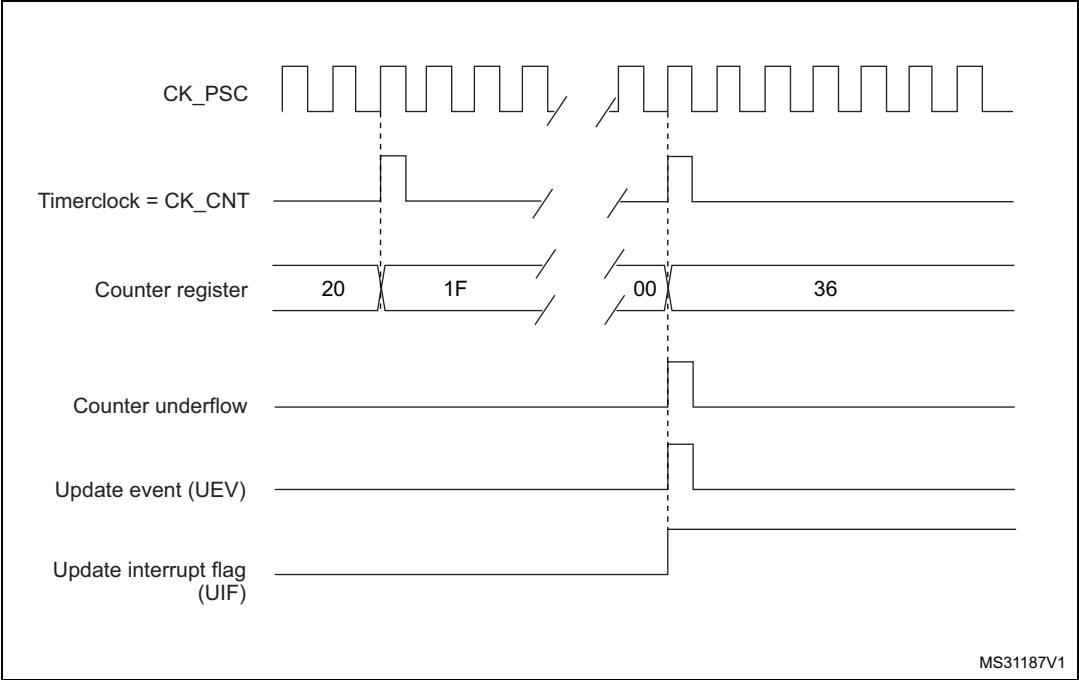 CK_PSC
Timerclock = CK_CNT
Counter register
20
1F
00
36
Counter underflow
Update event (UEV)
Update interrupt flag
(UIF)
MS31187V1